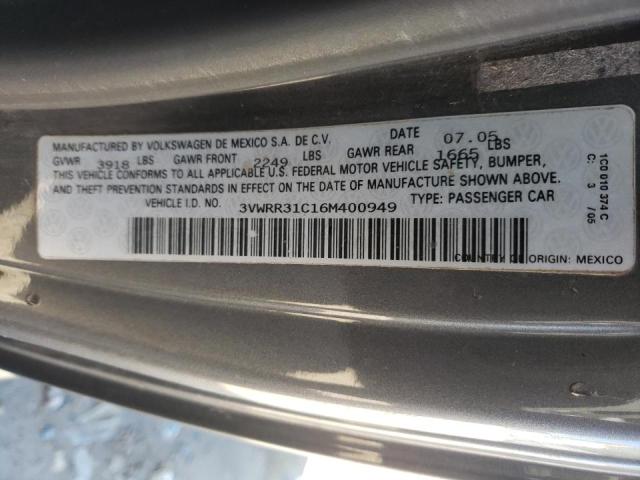 MANUFACTURED BY VOLKSWAGEN DE MEXICO S.A. DE C.V. DATE 07.05
GVWR 3918 LBS GAWR FRONT 2249 LBS GAWR REAR 1665 LBS
THIS VEHICLE CONFORMS TO ALL APPLICABLE U.S. FEDERAL MOTOR VEHICLE SAFETY, BUMPER,
AND THEFT PREVENTION STANDARDS IN EFFECT ON THE DATE OF MANUFACTURE SHOWN ABOVE.
VEHICLE I.D. NO. 3VWRR31C16M400949 TYPE: PASSENGER CAR
COUNTRY OF ORIGIN: MEXICO
1C0 010 374 C
C: 3 /05